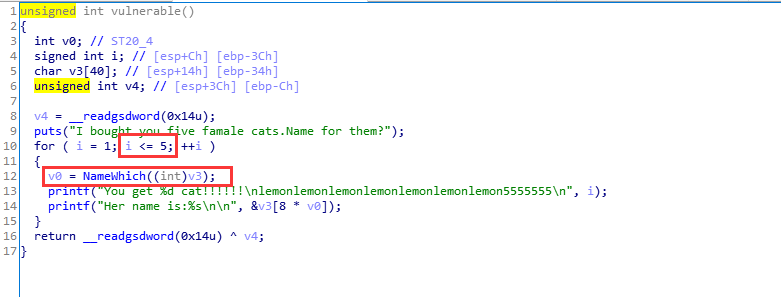 1 unsigned int vulnerable()
2 {
3 int v0; // ST20_4
4 signed int i; // [esp+Ch] [ebp-3Ch]
5 char v3[40]; // [esp+14h] [ebp-34h]
6 unsigned int v4; // [esp+3Ch] [ebp-Ch]
7
8 v4 = __readgsdword(0x14u);
9 puts("I bought you five famale cats.Name for them?");
10 for ( i = 1; i <= 5; ++i )
11 {
12 v0 = NameWhich((int)v3);
13 printf("You get %d cat!!!!!!\nlemonlemonlemonlemonlemonlemonlemon5555555\n", i);
14 printf("Her name is:%s\n\n", &v3[8 * v0]);
15 }
16 return __readgsdword(0x14u) ^ v4;
17 }